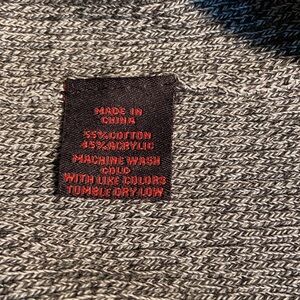 MADE IN
CHINA
55% COTTON
45% ACRYLIC
MACHINE WASH
COLD
WITH LIKE COLORS
TUMBLE DRY LOW